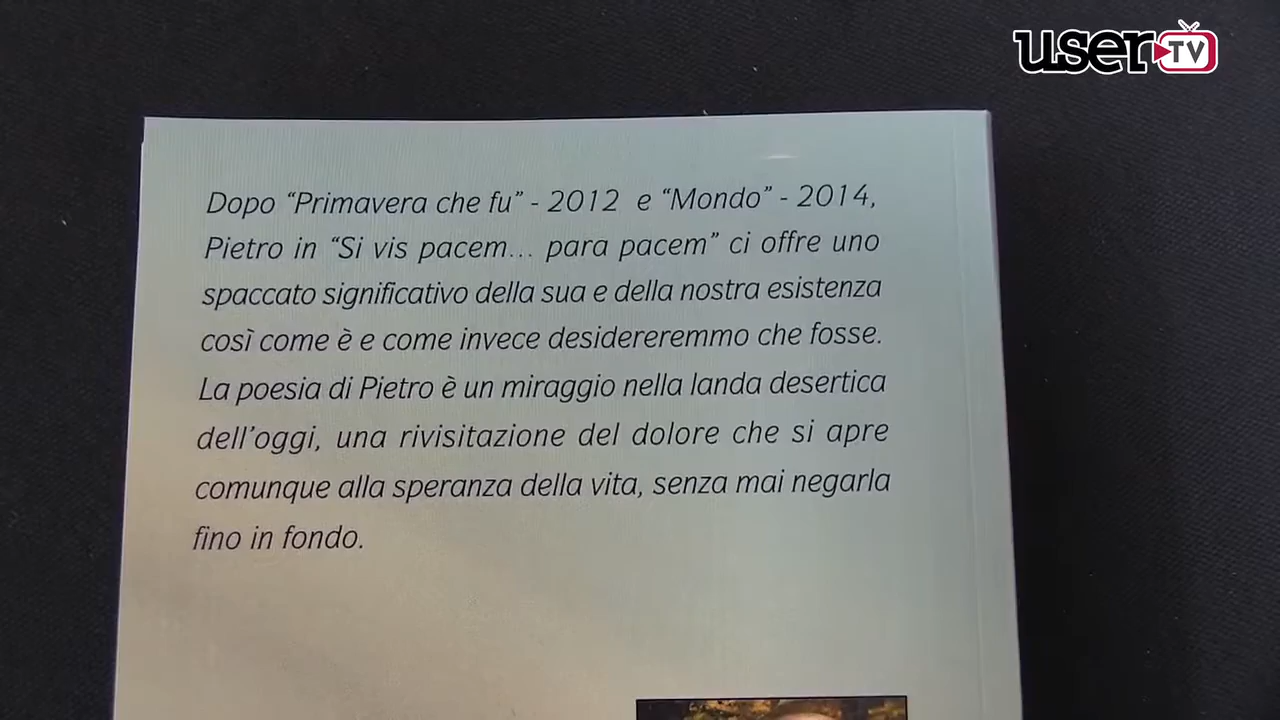 user TV
Dopo “Primavera che fu” - 2012 e “Mondo” - 2014,
Pietro in “Si vis pacem... para pacem” ci offre uno
spaccato significativo della sua e della nostra esistenza
così come è e come invece desidereremmo che fosse.
La poesia di Pietro è un miraggio nella landa desertica
dell’oggi, una rivisitazione del dolore che si apre
comunque alla speranza della vita, senza mai negarla
fino in fondo.